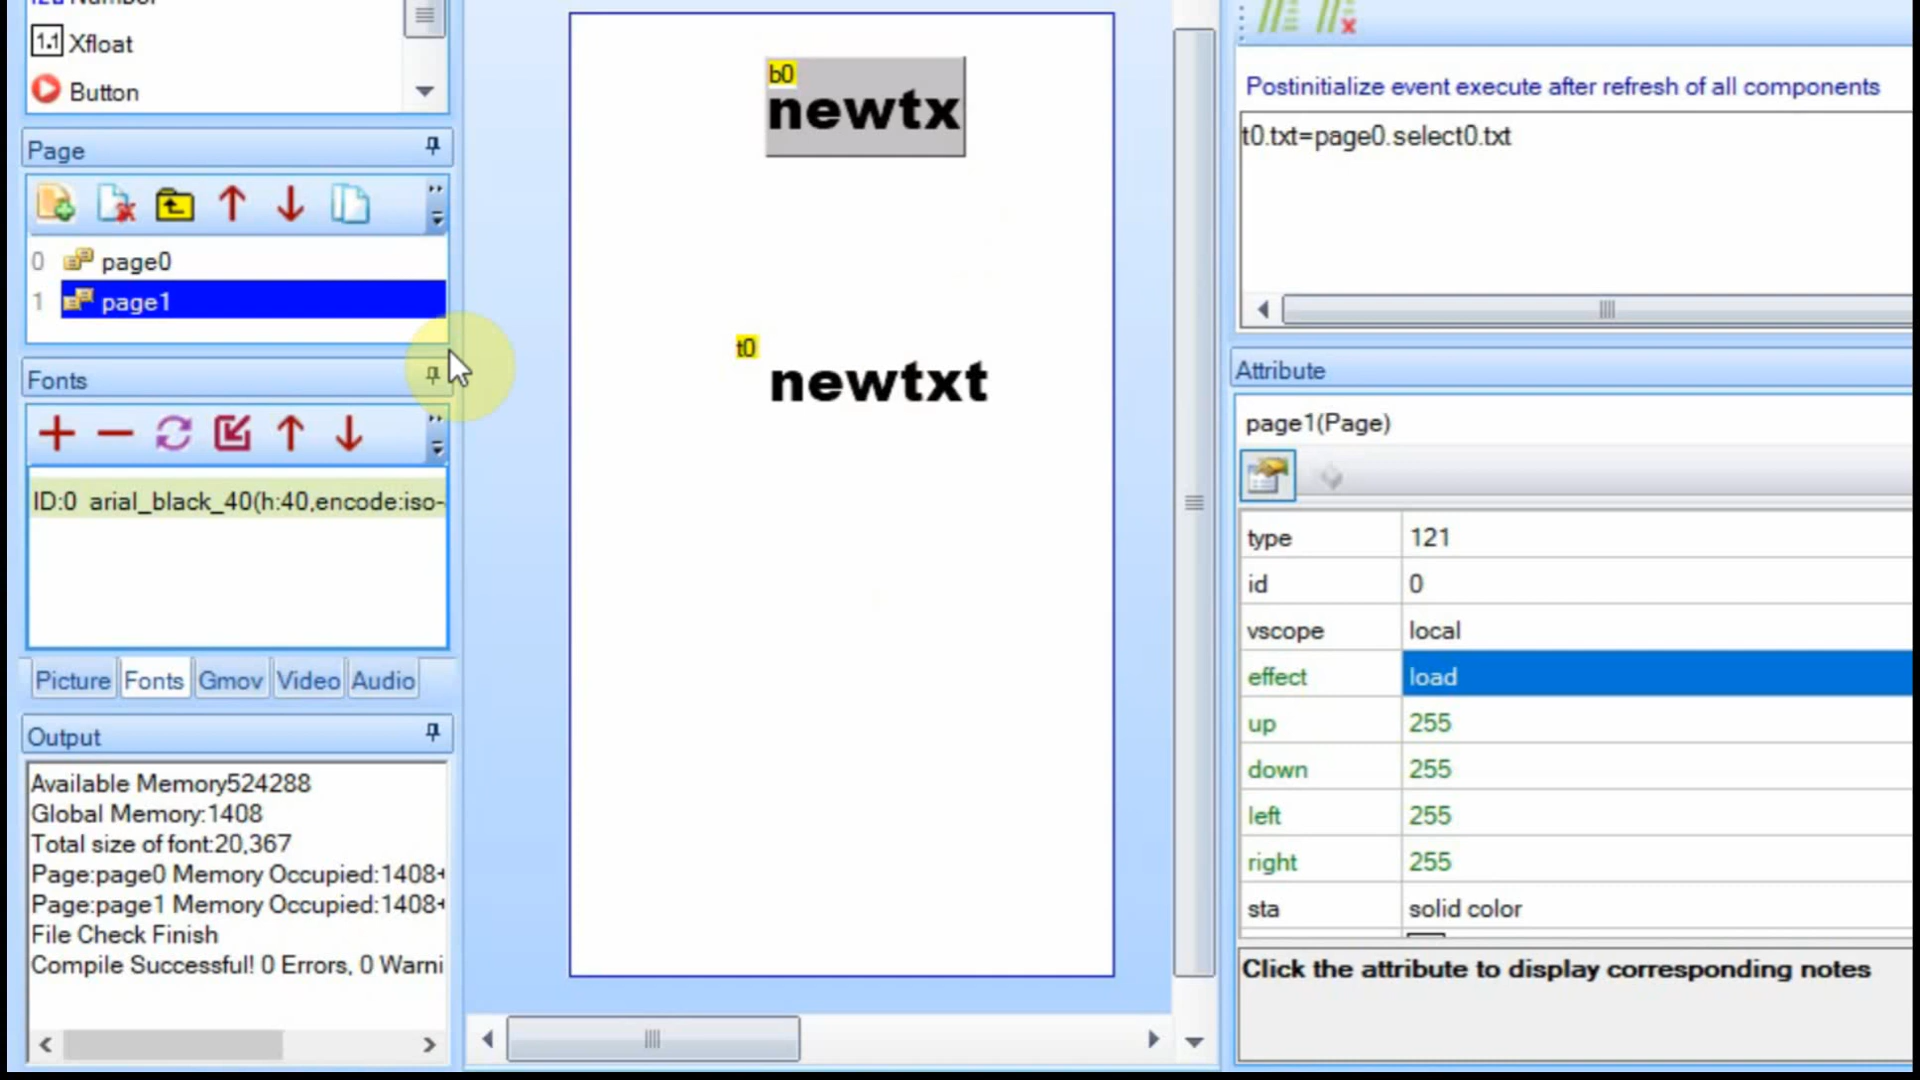 Number
1.1 Xfloat
Button
Page
0 page0
1 page1
Fonts
ID:0 arial_black_40(h:40,encode:iso-
Picture Fonts Gmov Video Audio
Output
Available Memory524288
Global Memory:1408
Total size of font:20,367
Page:page0 Memory Occupied:1408+
Page:page1 Memory Occupied:1408+
File Check Finish
Compile Successful! 0 Errors, 0 Warni
b0
newtx
t0
newtxt
Postinitialize event execute after refresh of all components
t0.txt=page0.select0.txt
Attribute
page1(Page)
type 121
id 0
vscope local
effect load
up 255
down 255
left 255
right 255
sta solid color
Click the attribute to display corresponding notes